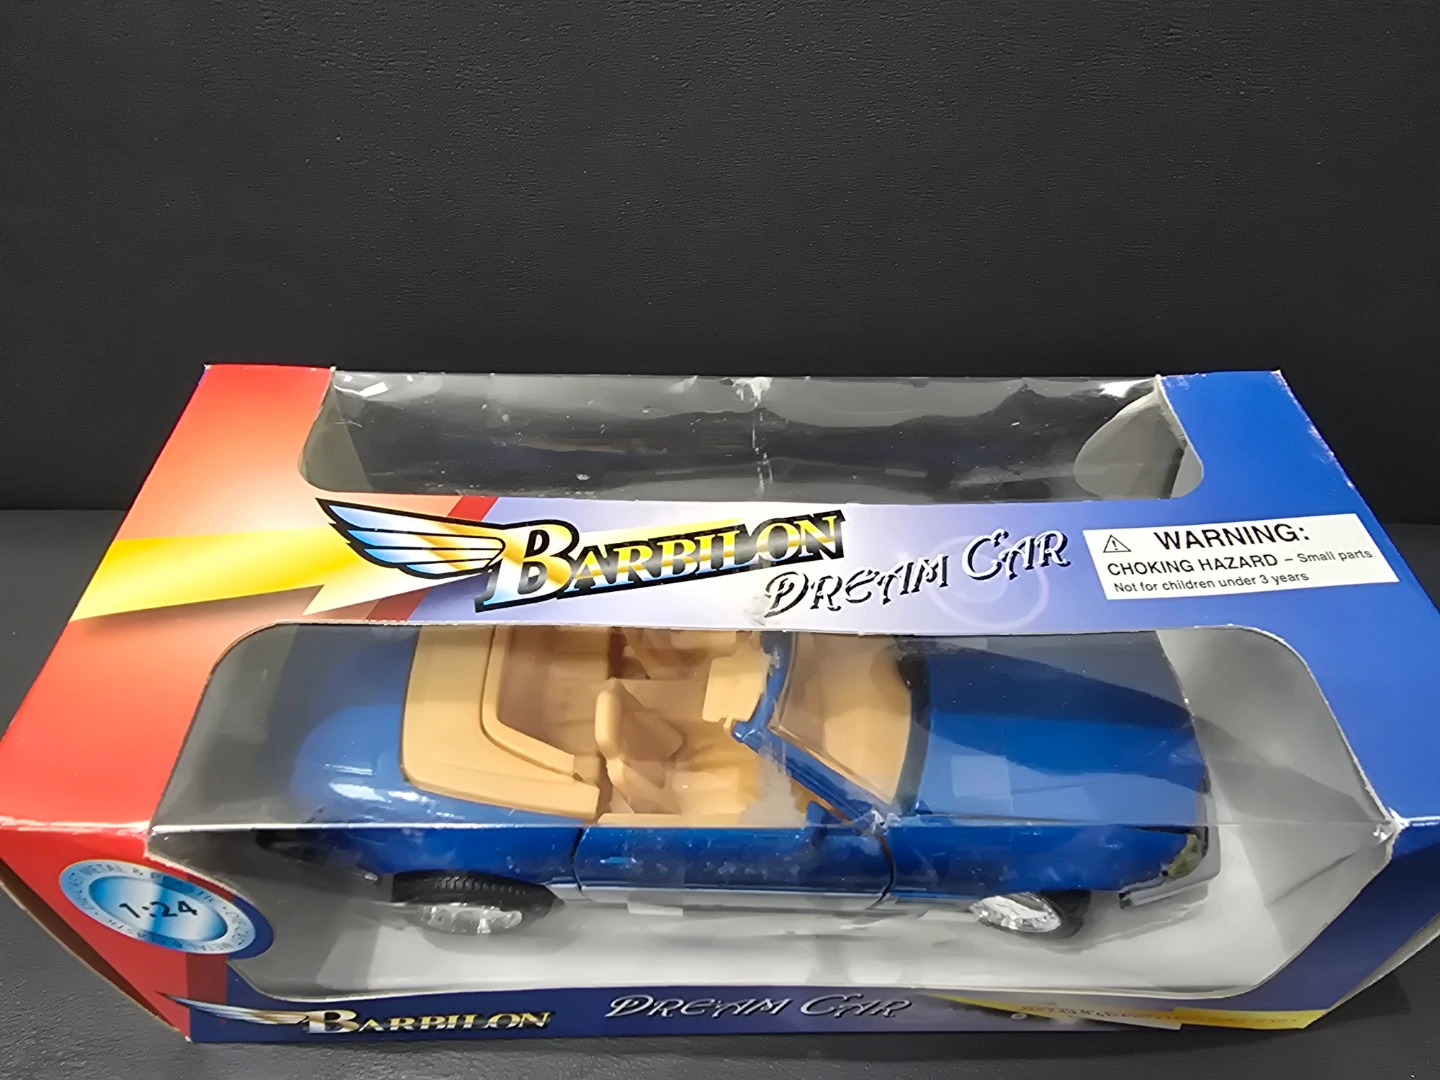 BARBILON
DREAM CAR
WARNING:
CHOKING HAZARD – Small parts.
Not for children under 3 years
1:24
BARBILON
DREAM CAR